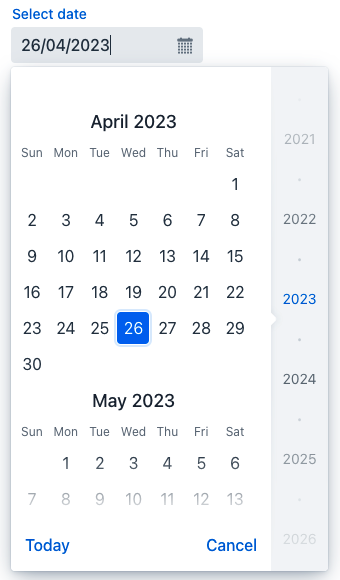 Select date
26/04/2023
April 2023
Sun Mon Tue Wed Thu Fri Sat
1
2 3 4 5 6 7 8
9 10 11 12 13 14 15
16 17 18 19 20 21 22
23 24 25 26 27 28 29
30
May 2023
Sun Mon Tue Wed Thu Fri Sat
1 2 3 4 5 6
7 8 9 10 11 12 13
Today Cancel
2021
2022
2023
2024
2025
2026